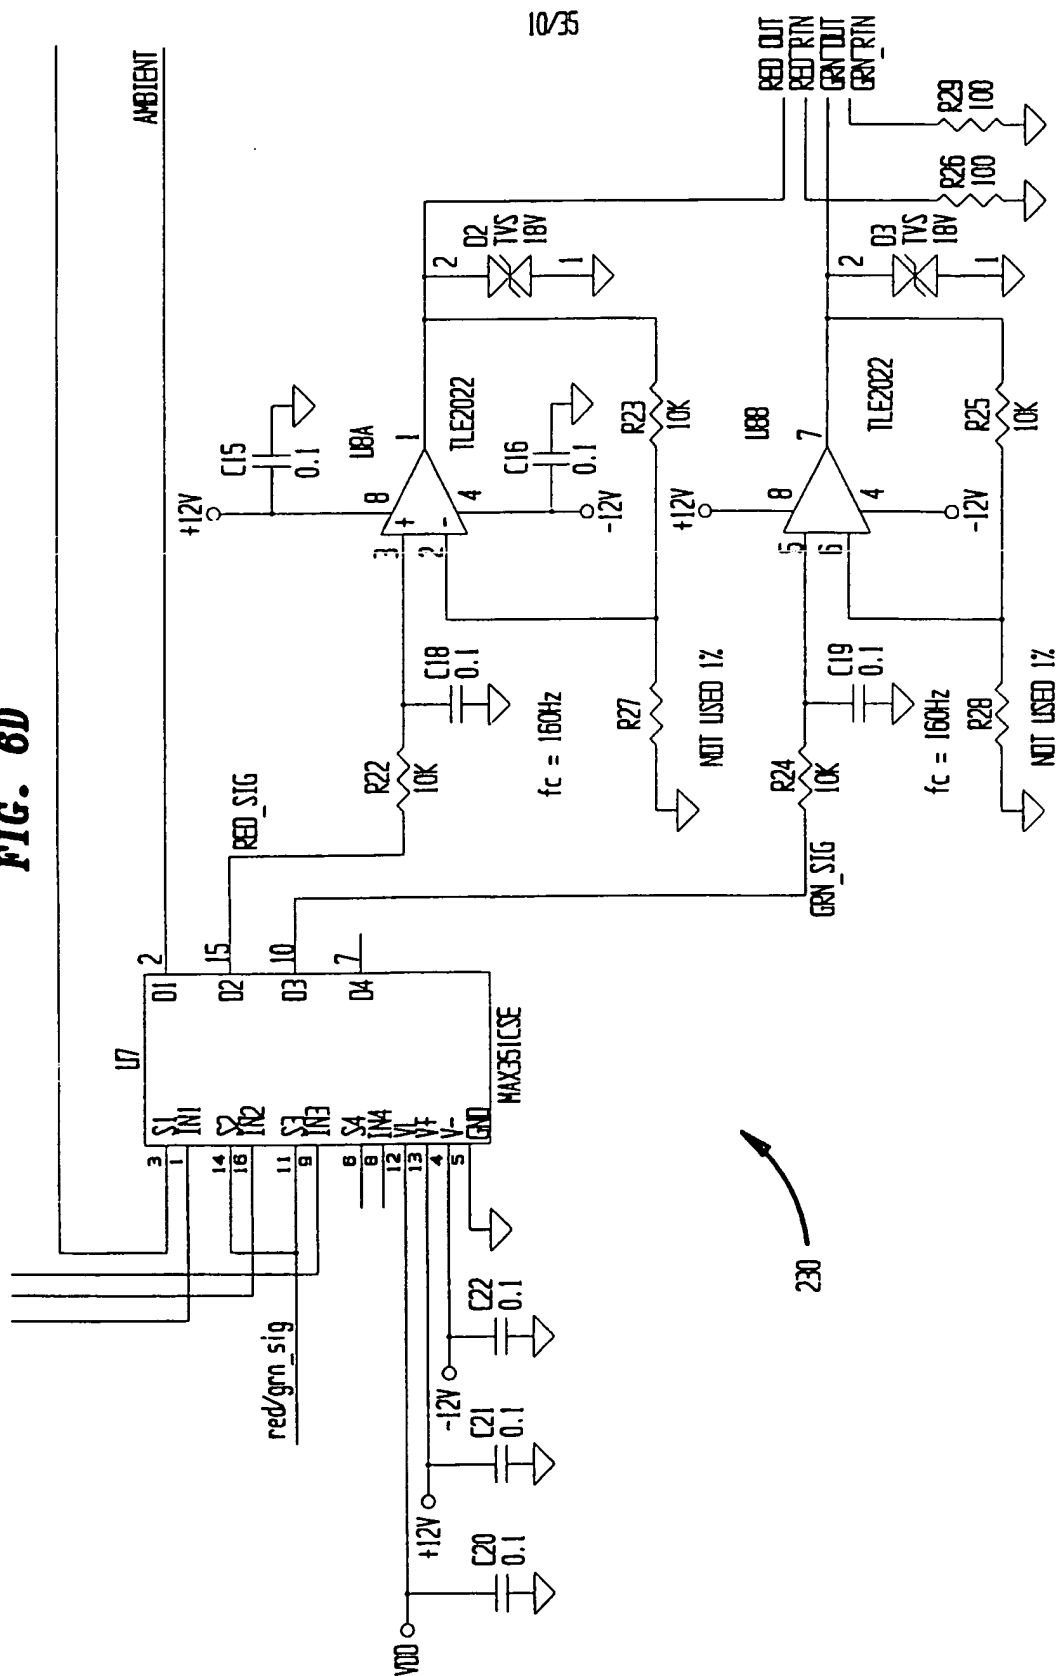 10/35
FIG. 6D
AMBIENT
U7
S1
IN1
S2
IN2
S3
IN3
S4
IN4
VL
V+
V-
GND
3
1
14
16
11
9
6
8
12
13
4
5
D1
D2
D3
D4
2
15
10
7
MAX351CSE
red/grn_sig
VDD
+12V
-12V
C20
0.1
C21
0.1
C22
0.1
RED_SIG
GRN_SIG
R22
10K
C18
0.1
fc = 160Hz
+12V
C15
0.1
U8A
8
3
+
2
-
1
4
TLE2022
C16
0.1
-12V
R23
10K
R27
NOT USED 1%
2
D2
TVS
18V
1
R24
10K
C19
0.1
fc = 160Hz
+12V
U8B
8
5
6
7
4
TLE2022
-12V
R25
10K
R28
NOT USED 1%
2
D3
TVS
18V
1
RED OUT
RED_RTN
GRN OUT
GRN_RTN
R26
100
R29
100
230